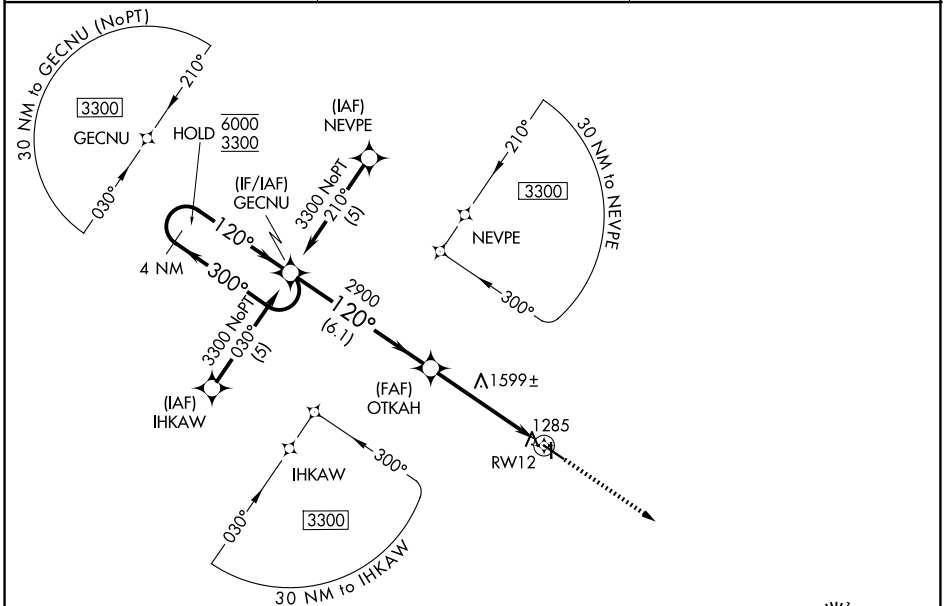 30 NM to GECNU (NoPT)
210°
3300
GECNU
030°
HOLD 6000
3300
(IAF)
NEVPE
(IF/IAF)
GECNU
3300 NoPT
210°
(5)
120°
4 NM
300°
3300 NoPT
030°
(5)
(IAF)
IHKAW
2900
120°
(6.1)
(FAF)
OTKAH
1599±
1285
RW12
210°
30 NM to NEVPE
3300
NEVPE
300°
IHKAW
300°
030°
3300
30 NM to IHKAW